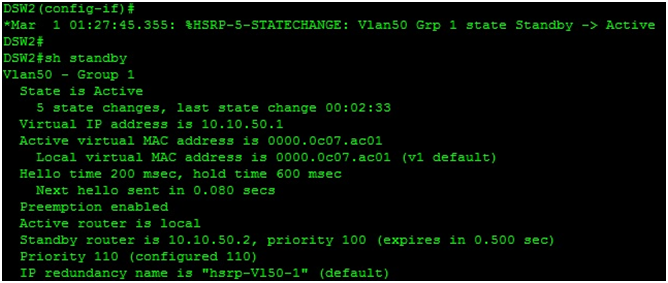 DSW2(config-if)#
*Mar  1 01:27:45.355: %HSRP-5-STATECHANGE: Vlan50 Grp 1 state Standby -> Active
DSW2#
DSW2#sh standby
Vlan50 - Group 1
  State is Active
    5 state changes, last state change 00:02:33
  Virtual IP address is 10.10.50.1
  Active virtual MAC address is 0000.0c07.ac01
    Local virtual MAC address is 0000.0c07.ac01 (v1 default)
  Hello time 200 msec, hold time 600 msec
    Next hello sent in 0.080 secs
  Preemption enabled
  Active router is local
  Standby router is 10.10.50.2, priority 100 (expires in 0.500 sec)
  Priority 110 (configured 110)
  IP redundancy name is "hsrp-Vl50-1" (default)